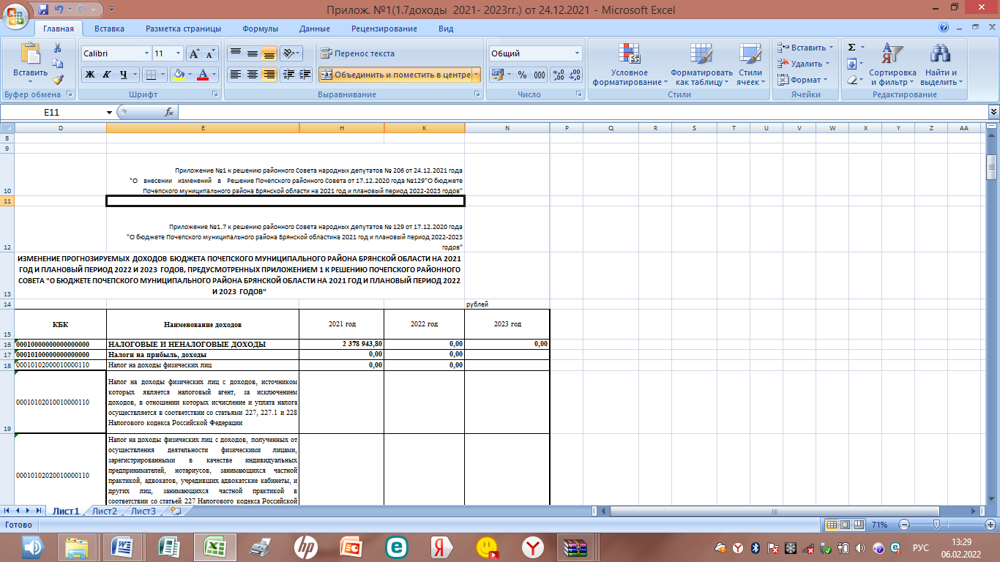 Прилож. №1(1.7доходы 2021- 2023гг.) от 24.12.2021 - Microsoft Excel
Главная Вставка Разметка страницы Формулы Данные Рецензирование Вид
Calibri 11 Перенос текста Общий
Вставить Ж К Ч Объединить и поместить в центре % 000
Условное форматирование Форматировать как таблицу Стили ячеек
Вставить
Удалить
Формат
Сортировка и фильтр Найти и выделить
Буфер обмена Шрифт Выравнивание Число Стили Ячейки Редактирование
E11 fx
D E H K N P Q R S T U V W X Y Z AA
8
9
Приложение №1 к решению районного Совета народных депутатов № 206 от 24.12.2021 года
"О внесении изменений в Решение Почепского районного Совета от 17.12.2020 года №129"О бюджете
10 Почепского муниципального района Брянской области на 2021 год и плановый период 2022-2023 годов"
11
Приложение №1.7 к решению районного Совета народных депутатов № 129 от 17.12.2020 года
"О бюджете Почепского муниципального района Брянской областина 2021 год и плановый период 2022-2023
12 годов"
ИЗМЕНЕНИЕ ПРОГНОЗИРУЕМЫХ ДОХОДОВ БЮДЖЕТА ПОЧЕПСКОГО МУНИЦИПАЛЬНОГО РАЙОНА БРЯНСКОЙ ОБЛАСТИ НА 2021
ГОД И ПЛАНОВЫЙ ПЕРИОД 2022 И 2023 ГОДОВ, ПРЕДУСМОТРЕННЫХ ПРИЛОЖЕНИЕМ 1 К РЕШЕНИЮ ПОЧЕПСКОГО РАЙОННОГО
СОВЕТА "О БЮДЖЕТЕ ПОЧЕПСКОГО МУНИЦИПАЛЬНОГО РАЙОНА БРЯНСКОЙ ОБЛАСТИ НА 2021 ГОД И ПЛАНОВЫЙ ПЕРИОД 2022
13 И 2023 ГОДОВ"
14 рублей
15 КБК Наименование доходов 2021 год 2022 год 2023 год
16 00010000000000000000 НАЛОГОВЫЕ И НЕНАЛОГОВЫЕ ДОХОДЫ 2 378 943,80 0,00 0,00
17 00010100000000000000 Налоги на прибыль, доходы 0,00 0,00
18 00010102000010000110 Налог на доходы физических лиц 0,00 0,00
Налог на доходы физических лиц с доходов, источником
которых является налоговый агент, за исключением
00010102010010000110 доходов, в отношении которых исчисление и уплата налога
осуществляется в соответствии со статьями 227, 227.1 и 228
19 Налогового кодекса Российской Федерации
Налог на доходы физических лиц с доходов, полученных от
осуществления деятельности физическими лицами,
зарегистрированными в качестве индивидуальных
00010102020010000110 предпринимателей, нотариусов, занимающихся частной
практикой, адвокатов, учредивших адвокатские кабинеты, и
других лиц, занимающихся частной практикой в
соответствии со статьей 227 Налогового кодекса Российской
Лист1 Лист2 Лист3
Готово 71%
РУС 13:29
06.02.2022